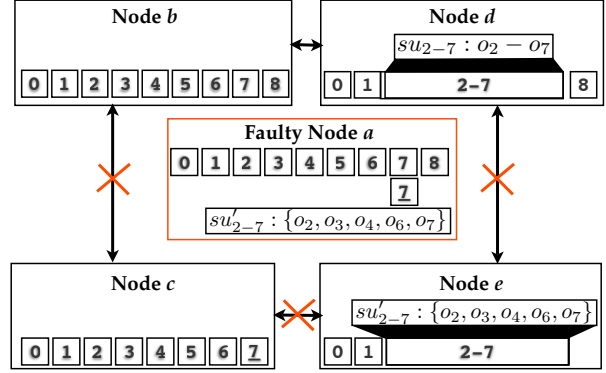 Node b
0 1 2 3 4 5 6 7 8
Node d
su₂₋₇ : o₂ − o₇
0 1 2-7 8
Faulty Node a
0 1 2 3 4 5 6 7 8
7
su′₂₋₇ : {o₂, o₃, o₄, o₆, o₇}
Node c
0 1 2 3 4 5 6 7
Node e
su′₂₋₇ : {o₂, o₃, o₄, o₆, o₇}
0 1 2-7